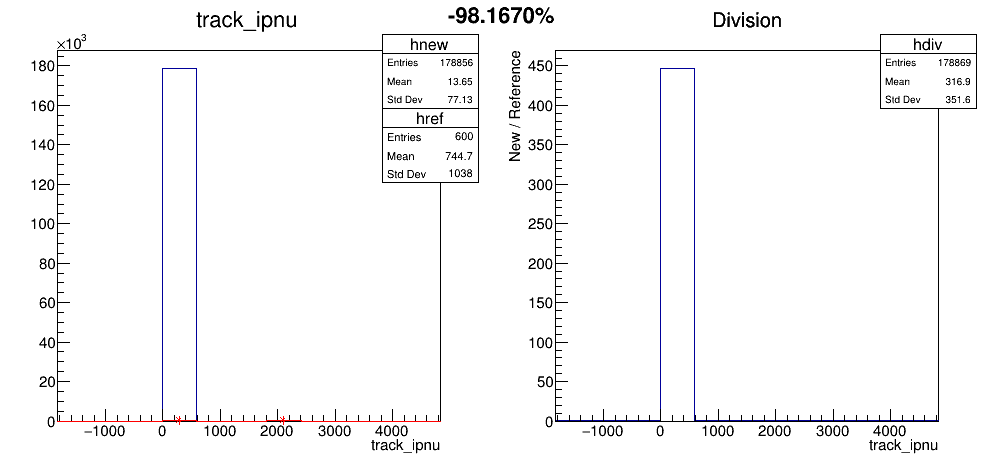 -98.1670%
track_ipnu
×10³
180
160
140
120
100
80
60
40
20
0
−1000 0 1000 2000 3000 4000
track_ipnu
hnew
Entries 178856
Mean 13.65
Std Dev 77.13
href
Entries 600
Mean 744.7
Std Dev 1038
Division
New / Reference
450
400
350
300
250
200
150
100
50
0
−1000 0 1000 2000 3000 4000
track_ipnu
hdiv
Entries 178869
Mean 316.9
Std Dev 351.6